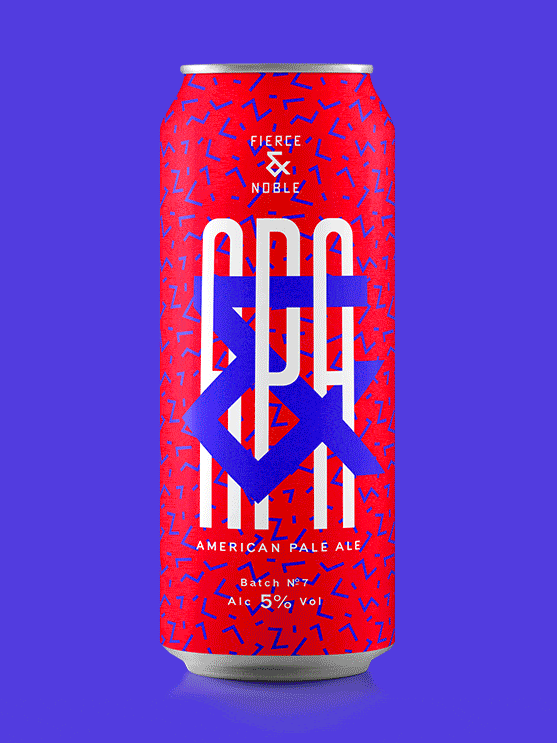 FIERCE
&
NOBLE
APA
&
AMERICAN PALE ALE
Batch Nº7
Alc 5% Vol